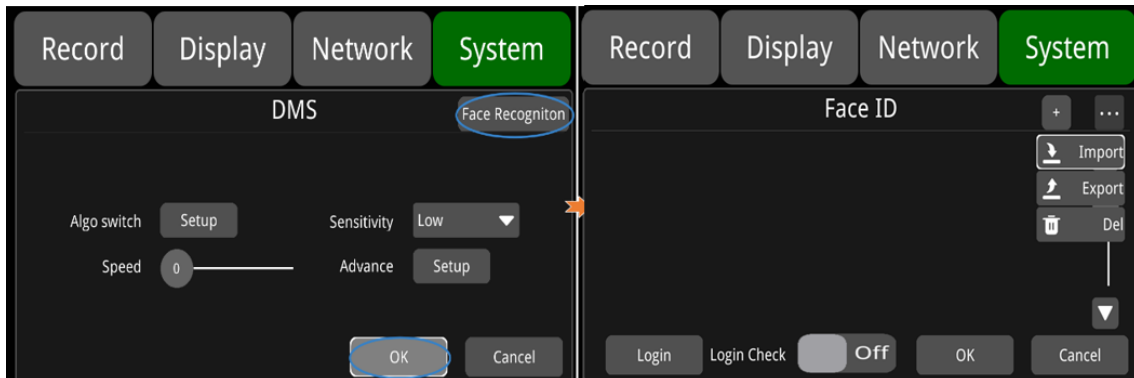 Record Display Network System
DMS
Face Recogniton
Algo switch Setup Sensitivity Low
Speed 0 Advance Setup
OK Cancel
Record Display Network System
Face ID + ...
Import
Export
Del
Login Login Check Off OK Cancel